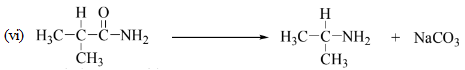 H O H
(vi) H₃C–C–C–NH₂ H₃C–C–NH₂ + NaCO₃
CH₃ CH₃